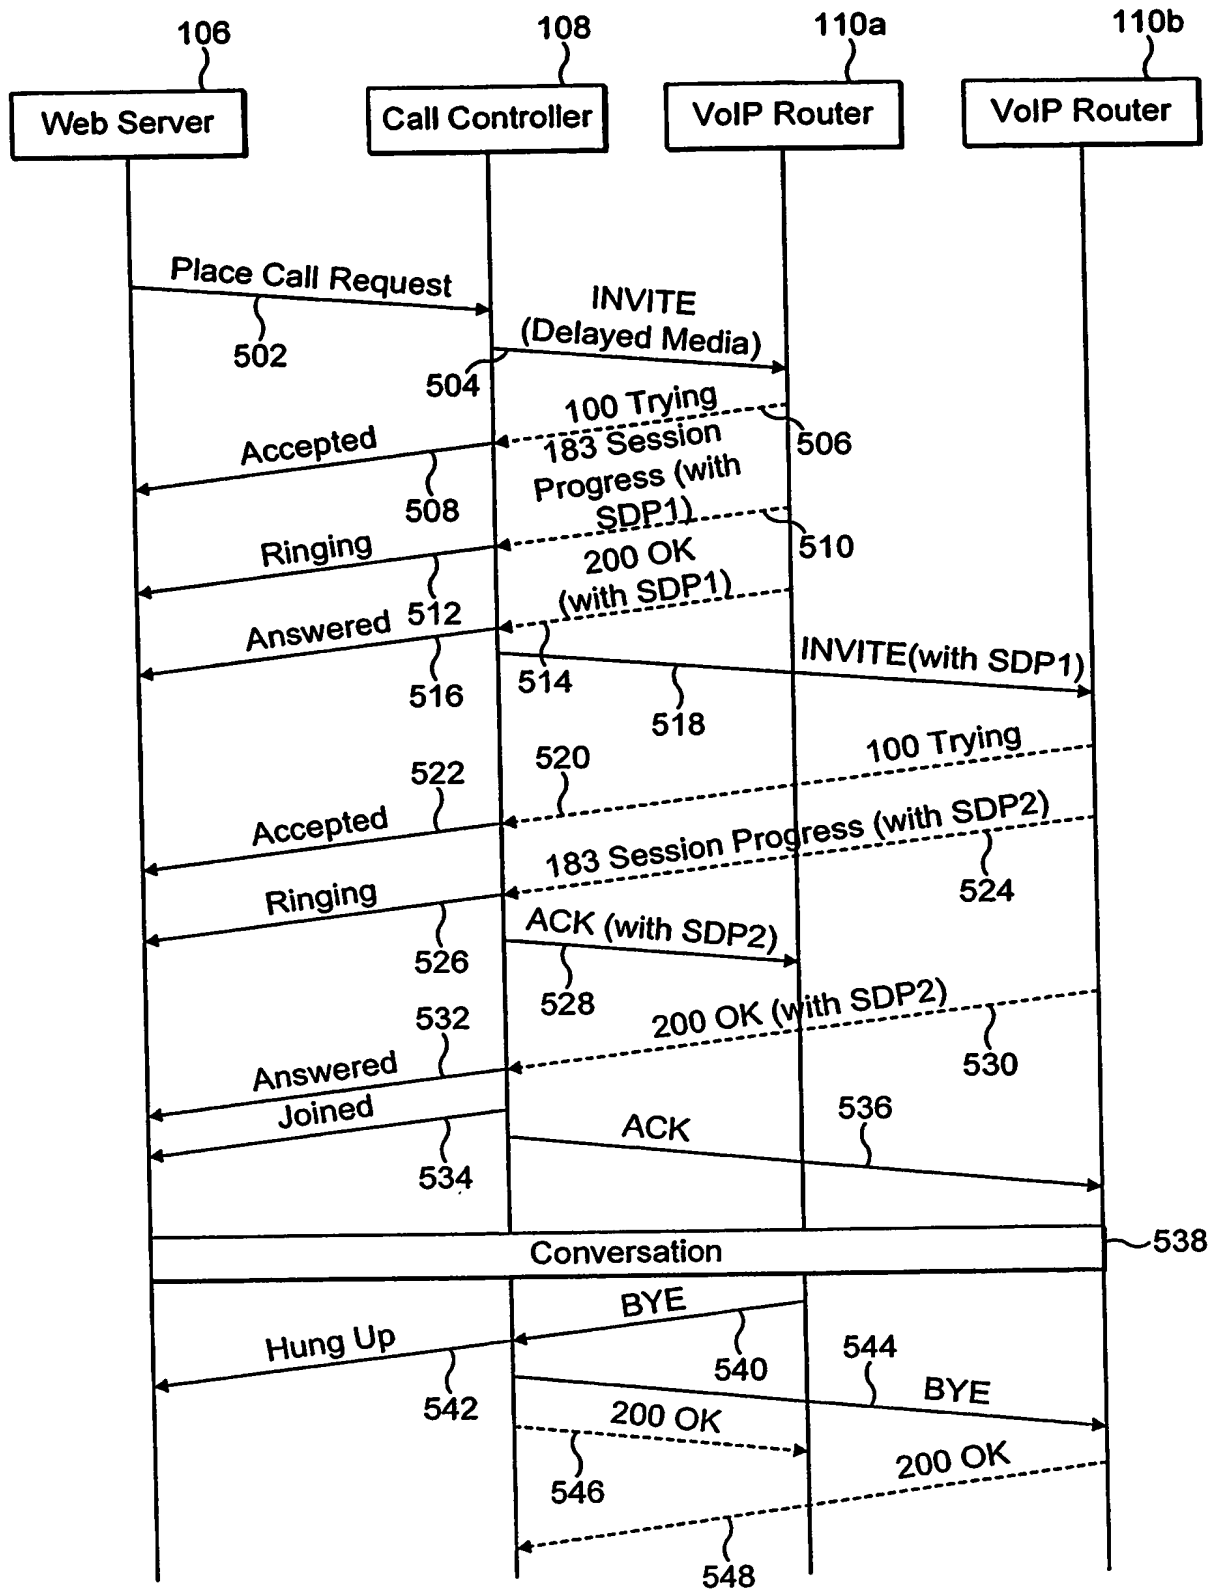 106
108
110a
110b
Web Server
Call Controller
VoIP Router
VoIP Router
Place Call Request
502
INVITE
(Delayed Media)
504
100 Trying
506
Accepted
508
183 Session
Progress (with
SDP1)
510
Ringing
512
200 OK
(with SDP1)
514
Answered
516
INVITE(with SDP1)
518
100 Trying
520
522
Accepted
183 Session Progress (with SDP2)
524
Ringing
526
ACK (with SDP2)
528
200 OK (with SDP2)
530
532
Answered
Joined
534
ACK
536
Conversation
538
BYE
540
Hung Up
542
544
BYE
200 OK
546
200 OK
548